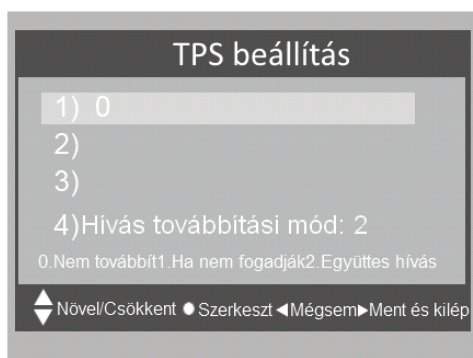 TPS beállítás
1) 0
2)
3)
4)Hívás továbbítási mód: 2
0.Nem továbbít1.Ha nem fogadják2.Együttes hívás
Növel/Csökkent Szerkeszt Mégsem Ment és kilép